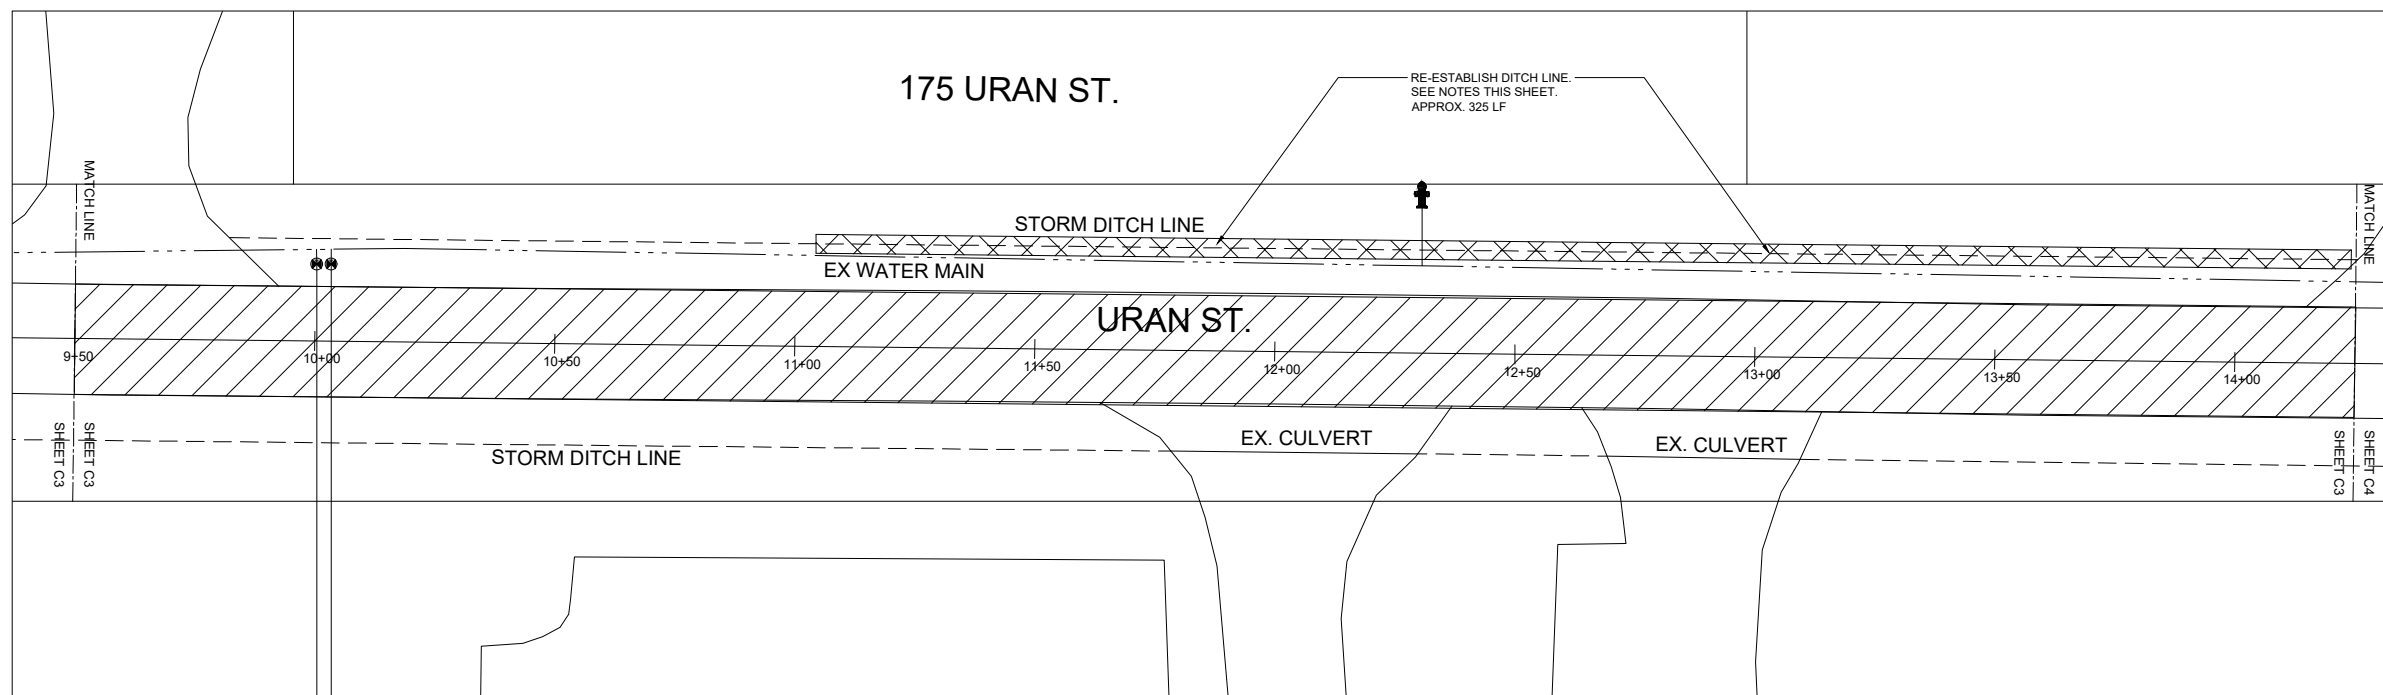 175 URAN ST.
RE-ESTABLISH DITCH LINE.
SEE NOTES THIS SHEET.
APPROX. 325 LF
MATCH LINE
MATCH LINE
STORM DITCH LINE
EX WATER MAIN
URAN ST.
9+50
10+00
10+50
11+00
11+50
12+00
12+50
13+00
13+50
14+00
SHEET C3
SHEET C3
STORM DITCH LINE
EX. CULVERT
EX. CULVERT
SHEET C3
SHEET C4